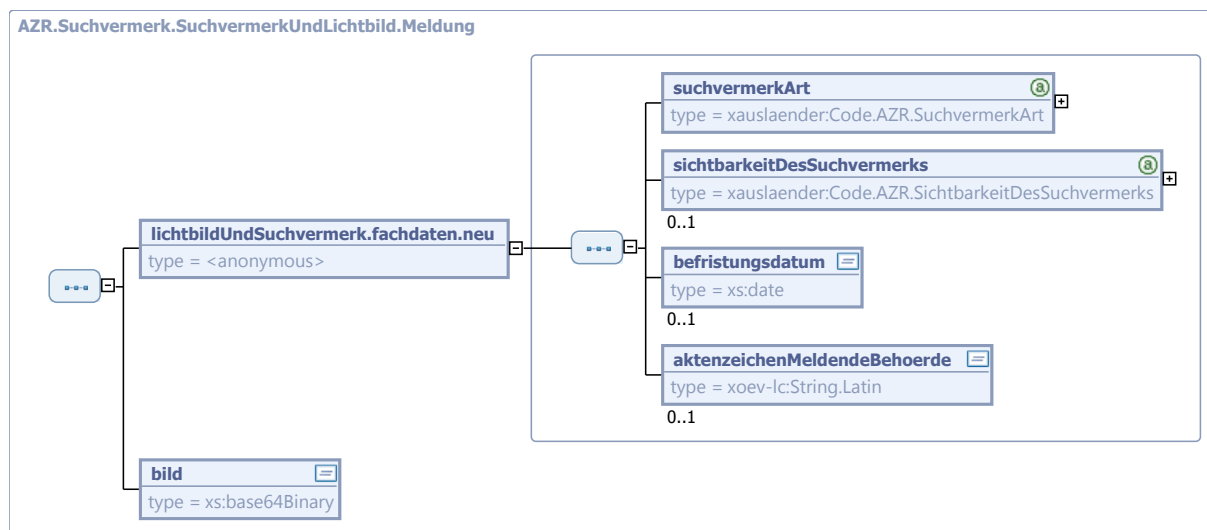 AZR.Suchvermerk.SuchvermerkUndLichtbild.Meldung
suchvermerkArt
type = xauslaender:Code.AZR.SuchvermerkArt
sichtbarkeitDesSuchvermerks
type = xauslaender:Code.AZR.SichtbarkeitDesSuchvermerks
0..1
lichtbildUndSuchvermerk.fachdaten.neu
type = <anonymous>
befristungsdatum
type = xs:date
0..1
aktenzeichenMeldendeBehoerde
type = xoev-lc:String.Latin
0..1
bild
type = xs:base64Binary